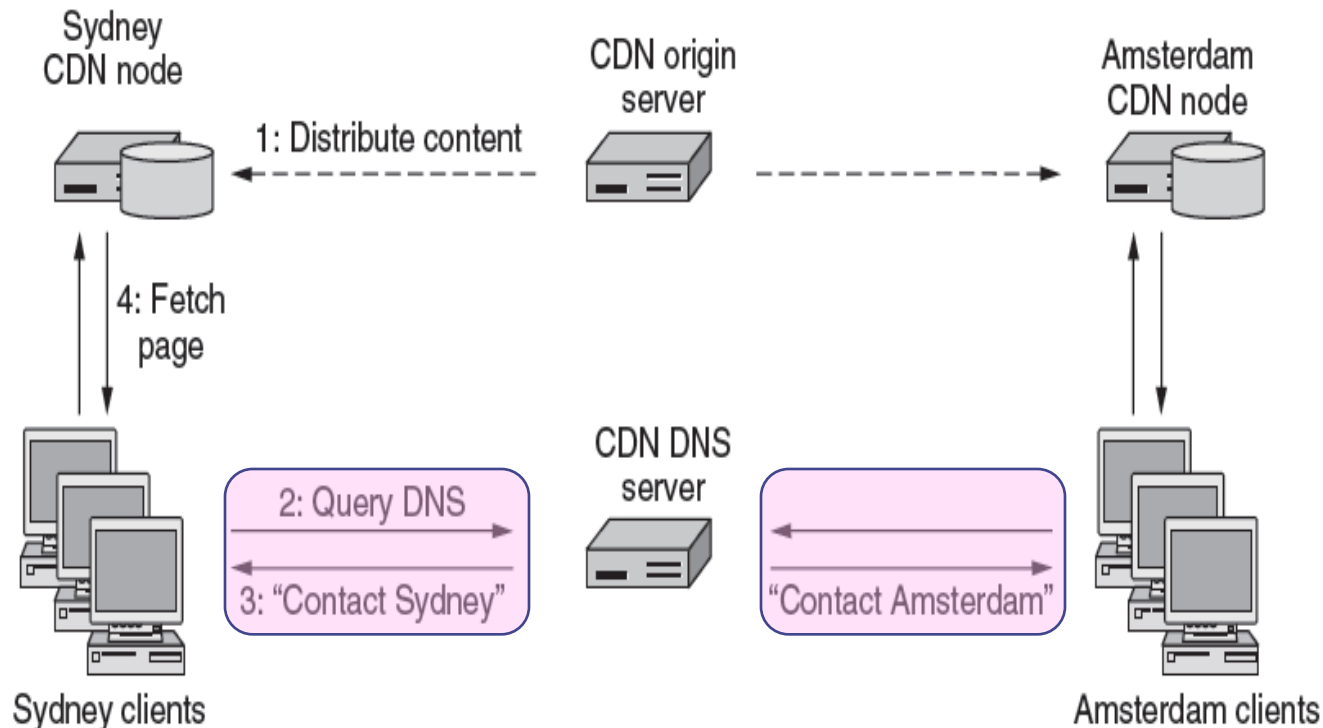 Sydney
CDN node
CDN origin
server
Amsterdam
CDN node
1: Distribute content
4: Fetch
page
CDN DNS
server
2: Query DNS
3: “Contact Sydney”
“Contact Amsterdam”
Sydney clients
Amsterdam clients